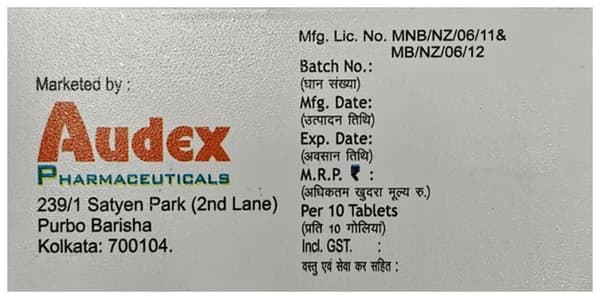 Marketed by :
Audex
PHARMACEUTICALS
239/1 Satyen Park (2nd Lane)
Purbo Barisha
Kolkata: 700104.
Mfg. Lic. No. MNB/NZ/06/11&
MB/NZ/06/12
Batch No.:
(घान संख्या)
Mfg. Date:
(उत्पादन तिथि)
Exp. Date:
(अवसान तिथि)
M.R.P. ₹ :
(अधिकतम खुदरा मूल्य रु.)
Per 10 Tablets
(प्रति 10 गोलियां)
Incl. GST. :
वस्तु एवं सेवा कर सहित :